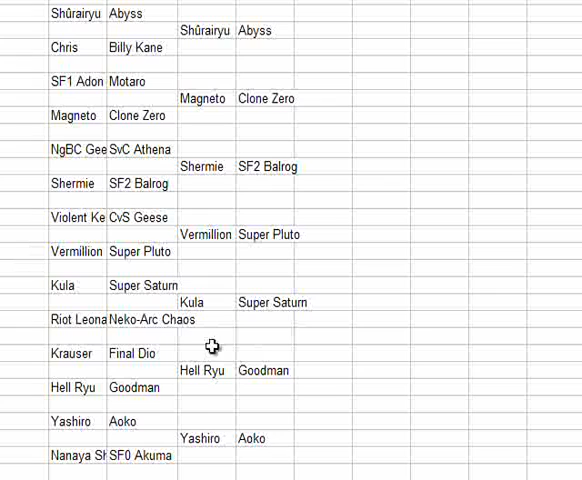 Shûrairyu Abyss
Shûrairyu Abyss
Chris Billy Kane
SF1 Adon Motaro
Magneto Clone Zero
Magneto Clone Zero
NgBC Gee SvC Athena
Shermie SF2 Balrog
Shermie SF2 Balrog
Violent Ke CvS Geese
Vermillion Super Pluto
Vermillion Super Pluto
Kula Super Saturn
Kula Super Saturn
Riot Leona Neko-Arc Chaos
Krauser Final Dio
Hell Ryu Goodman
Hell Ryu Goodman
Yashiro Aoko
Yashiro Aoko
Nanaya SH SF0 Akuma